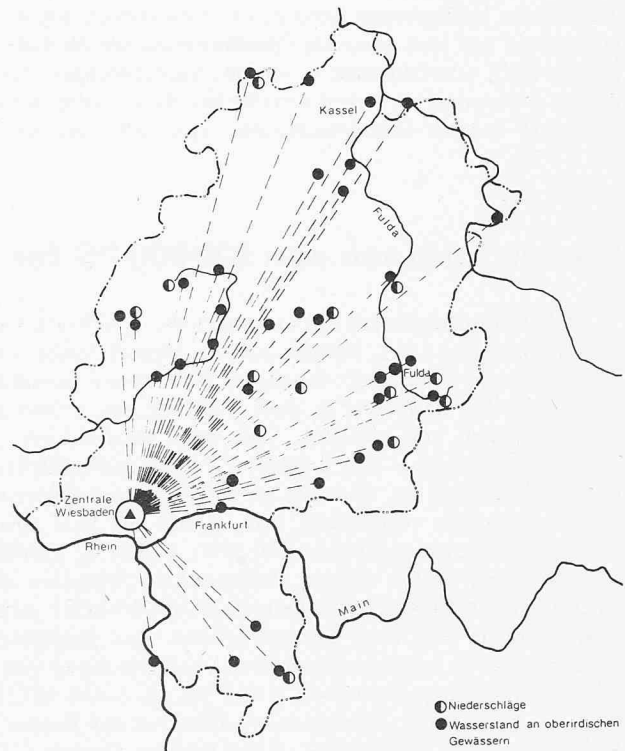 Kassel
Fulda
Fulda
Zentrale
Wiesbaden
Frankfurt
Rhein
Main
Niederschläge
Wasserstand an oberirdischen
Gewässern